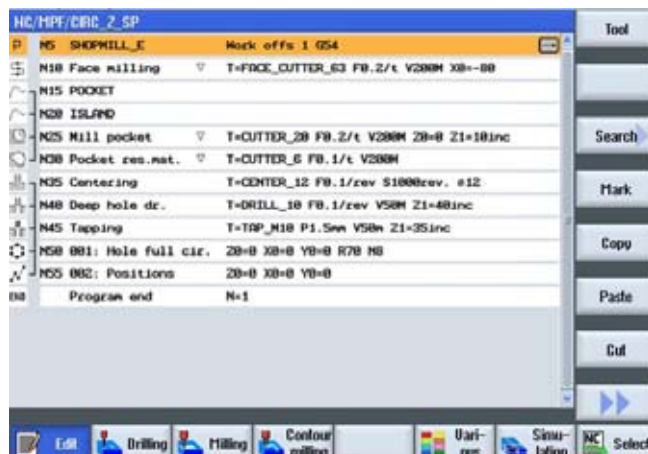 NC/MPF/CIRC_2_SP
P N5 SHOPMILL_E Work offs 1 G54
N10 Face milling ▽ T=FACE_CUTTER_63 F0.2/t V200M X0=-80
N15 POCKET
N20 ISLAND
N25 Mill pocket ▽ T=CUTTER_20 F0.2/t V200M Z0=0 Z1=10inc
N30 Pocket res.mat. ▽ T=CUTTER_6 F0.1/t V200M
N35 Centering T=CENTER_12 F0.1/rev S1000rev. ø12
N40 Deep hole dr. T=DRILL_10 F0.1/rev V50M Z1=40inc
N45 Tapping T=TAP_M10 P1.5mm V50m Z1=35inc
N50 001: Hole full cir. Z0=0 X0=0 Y0=0 R70 N8
N55 002: Positions Z0=0 X0=0 Y0=0
END Program end N=1
Tool
Search
Mark
Copy
Paste
Cut
Edit
Drilling
Milling
Contour milling
Vari-
ous
Simu-
lation
NC Select